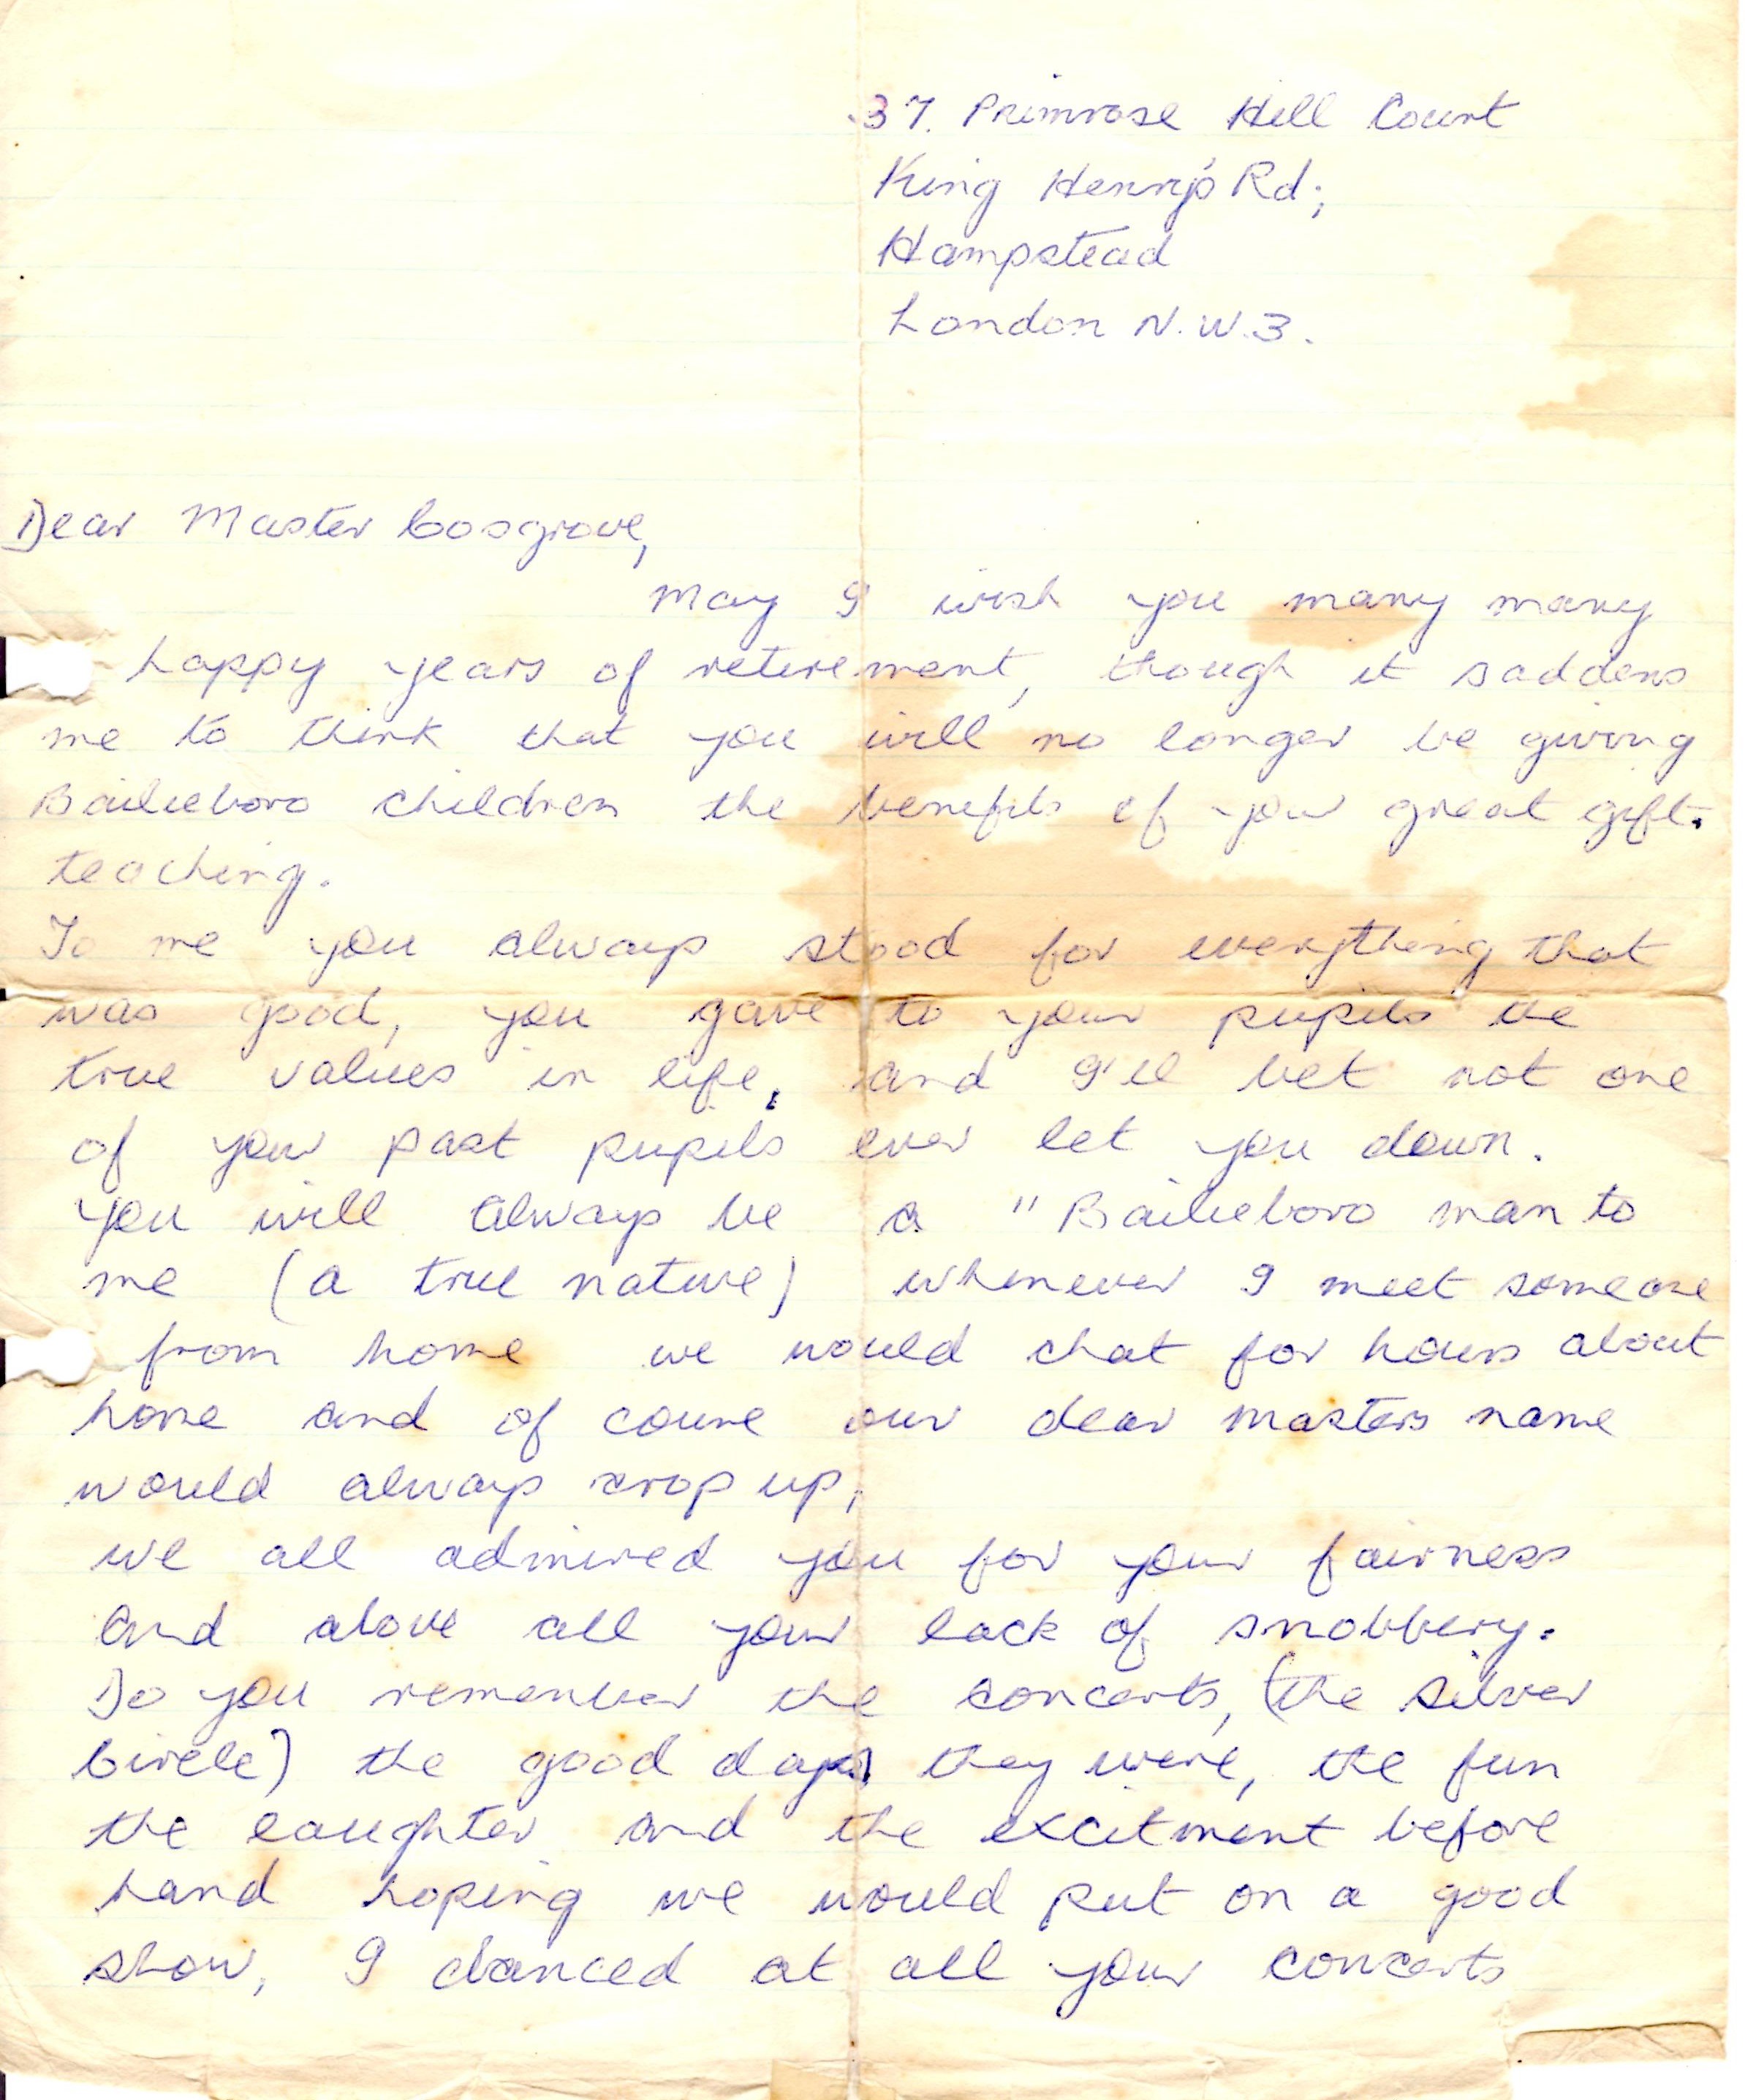 37. Primrose Hill Court
King Henry's Rd;
Hampstead
London N.W.3.
Dear Master Cosgrove,
May I wish you many many
happy years of retirement, though it saddens
me to think that you will no longer be giving
Bailieboro children the benefits of your great gift.
teaching.
To me you always stood for everything that
was good, you gave to your pupils the
true values in life, and I'll bet not one
of your past pupils ever let you down.
you will always be a "Bailieboro man to
me (a true native) whenever I meet someone
from home we would chat for hours about
home and of course our dear masters name
would always crop up,
we all admired you for your fairness
and above all your lack of snobbery.
Do you remember the concerts, (the Silver
Circle) the good days they were, the fun
the laughter and the excitment before
hand hoping we would put on a good
show, I danced at all your concerts